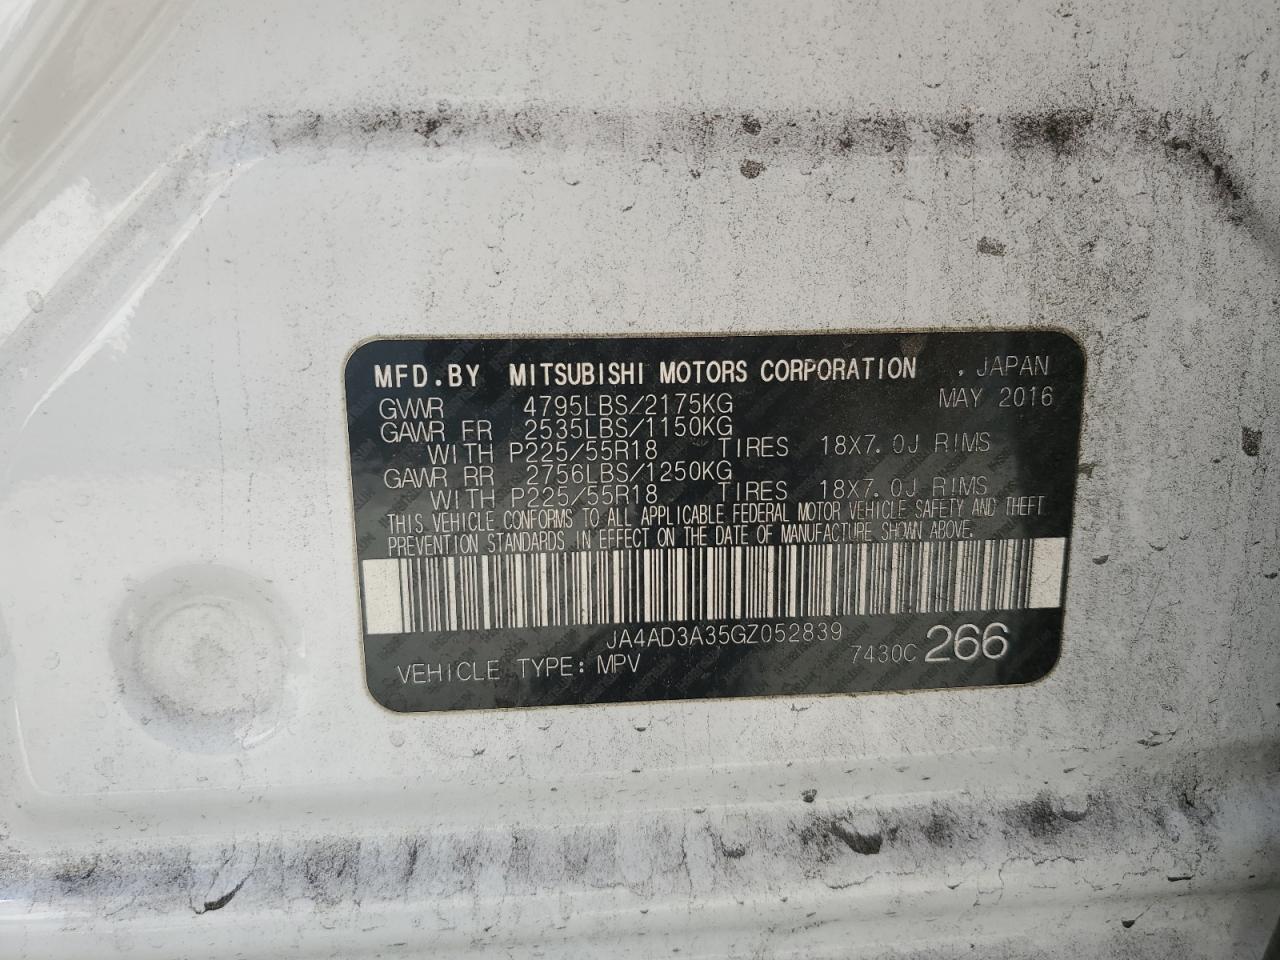 MFD.BY MITSUBISHI MOTORS CORPORATION , JAPAN
GVWR 4795LBS/2175KG MAY 2016
GAWR FR 2535LBS/1150KG
WITH P225/55R18 TIRES 18X7.0J RIMS
GAWR RR 2756LBS/1250KG
WITH P225/55R18 TIRES 18X7.0J RIMS
THIS VEHICLE CONFORMS TO ALL APPLICABLE FEDERAL MOTOR VEHICLE SAFETY AND THEFT
PREVENTION STANDARDS IN EFFECT ON THE DATE OF MANUFACTURE SHOWN ABOVE.
JA4AD3A35GZ052839
VEHICLE TYPE: MPV 7430C 266